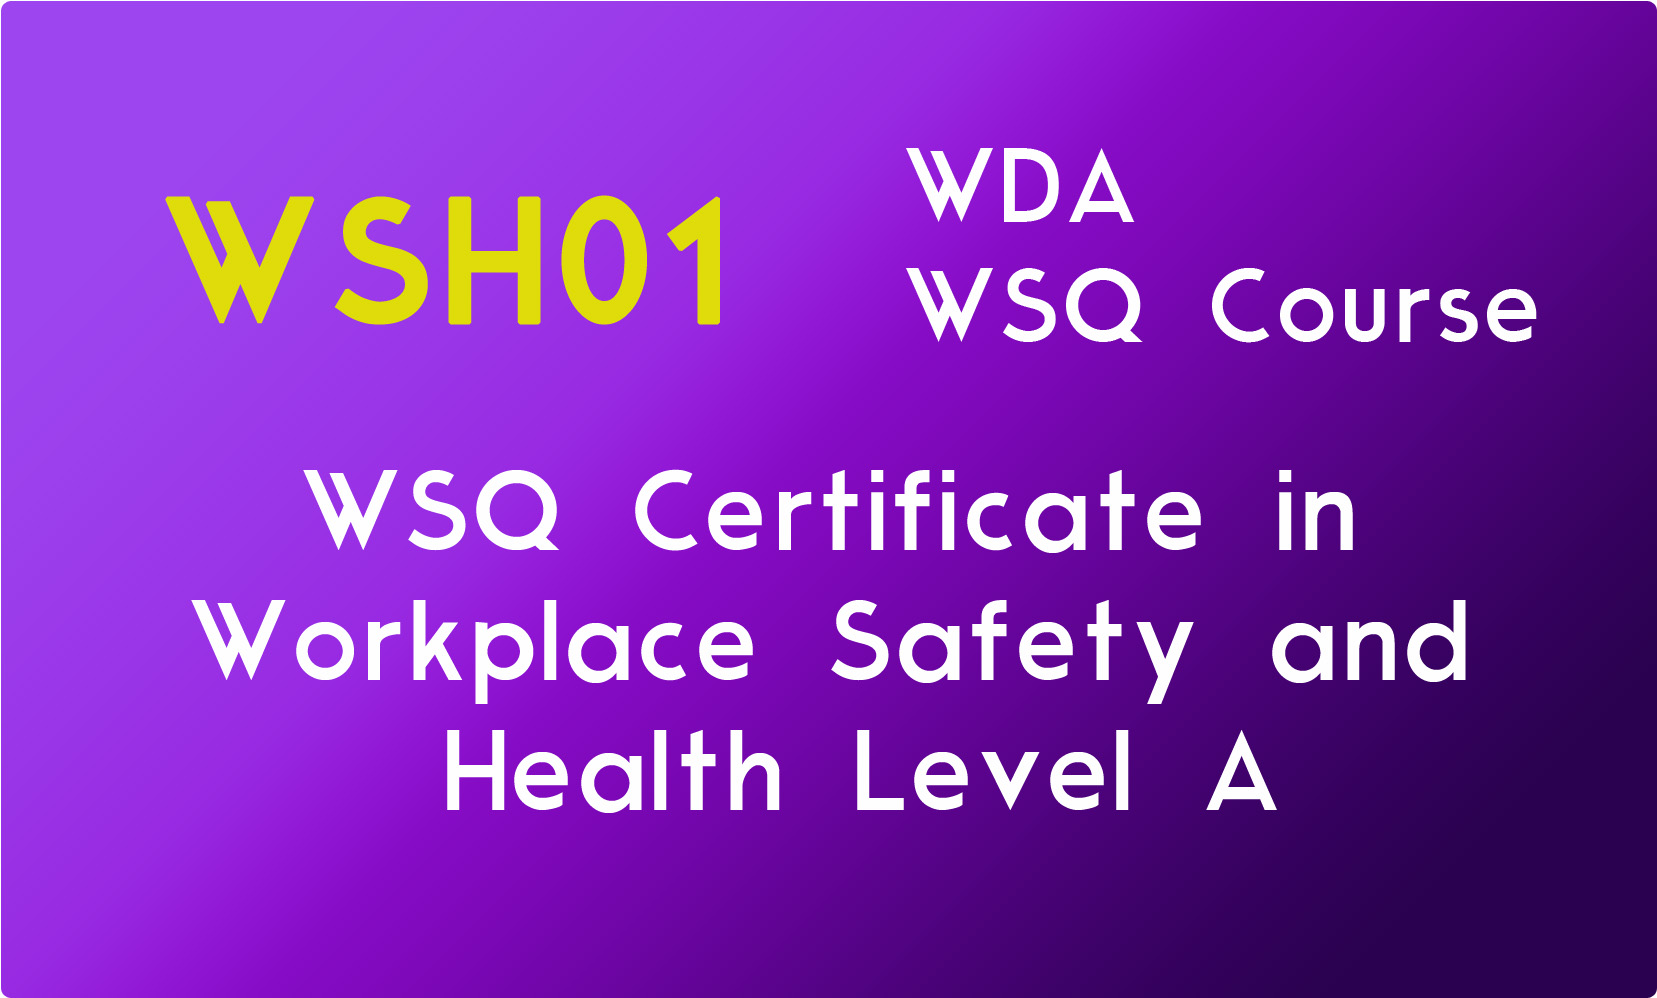 WSH01
WDA
WSQ Course
WSQ Certificate in
Workplace Safety and
Health Level A